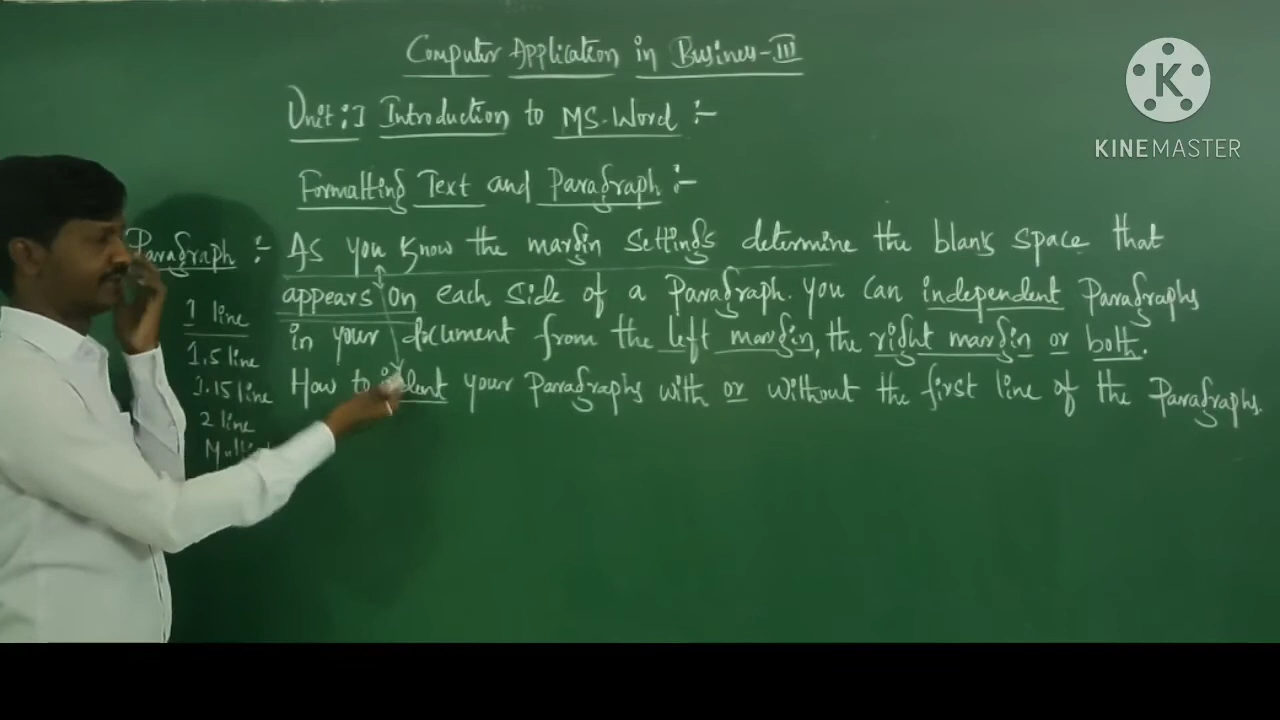 Computer Application in Business-III
Unit:I Introduction to MS-Word :-
Formatting Text and Paragraph :-
Paragraph :- As you know the margin settings determine the blank space that
appears on each side of a Paragraph. you can independent Paragraphs
in your document from the left margin, the right margin or both.
How to your Paragraphs with or without the first line of the Paragraphs.
1 line
1.5 line
1.15 line
2 line
K
KINEMASTER